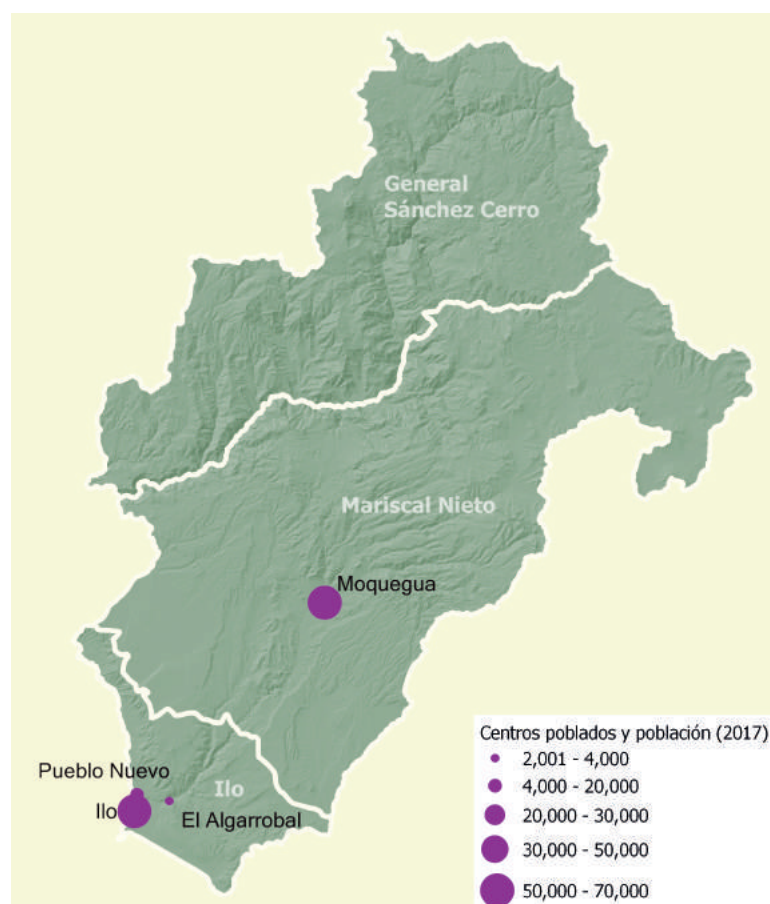 General
Sánchez Cerro
Mariscal Nieto
Moquegua
Pueblo Nuevo
Ilo
Ilo
El Algarrobal
Centros poblados y población (2017)
2,001 - 4,000
4,000 - 20,000
20,000 - 30,000
30,000 - 50,000
50,000 - 70,000